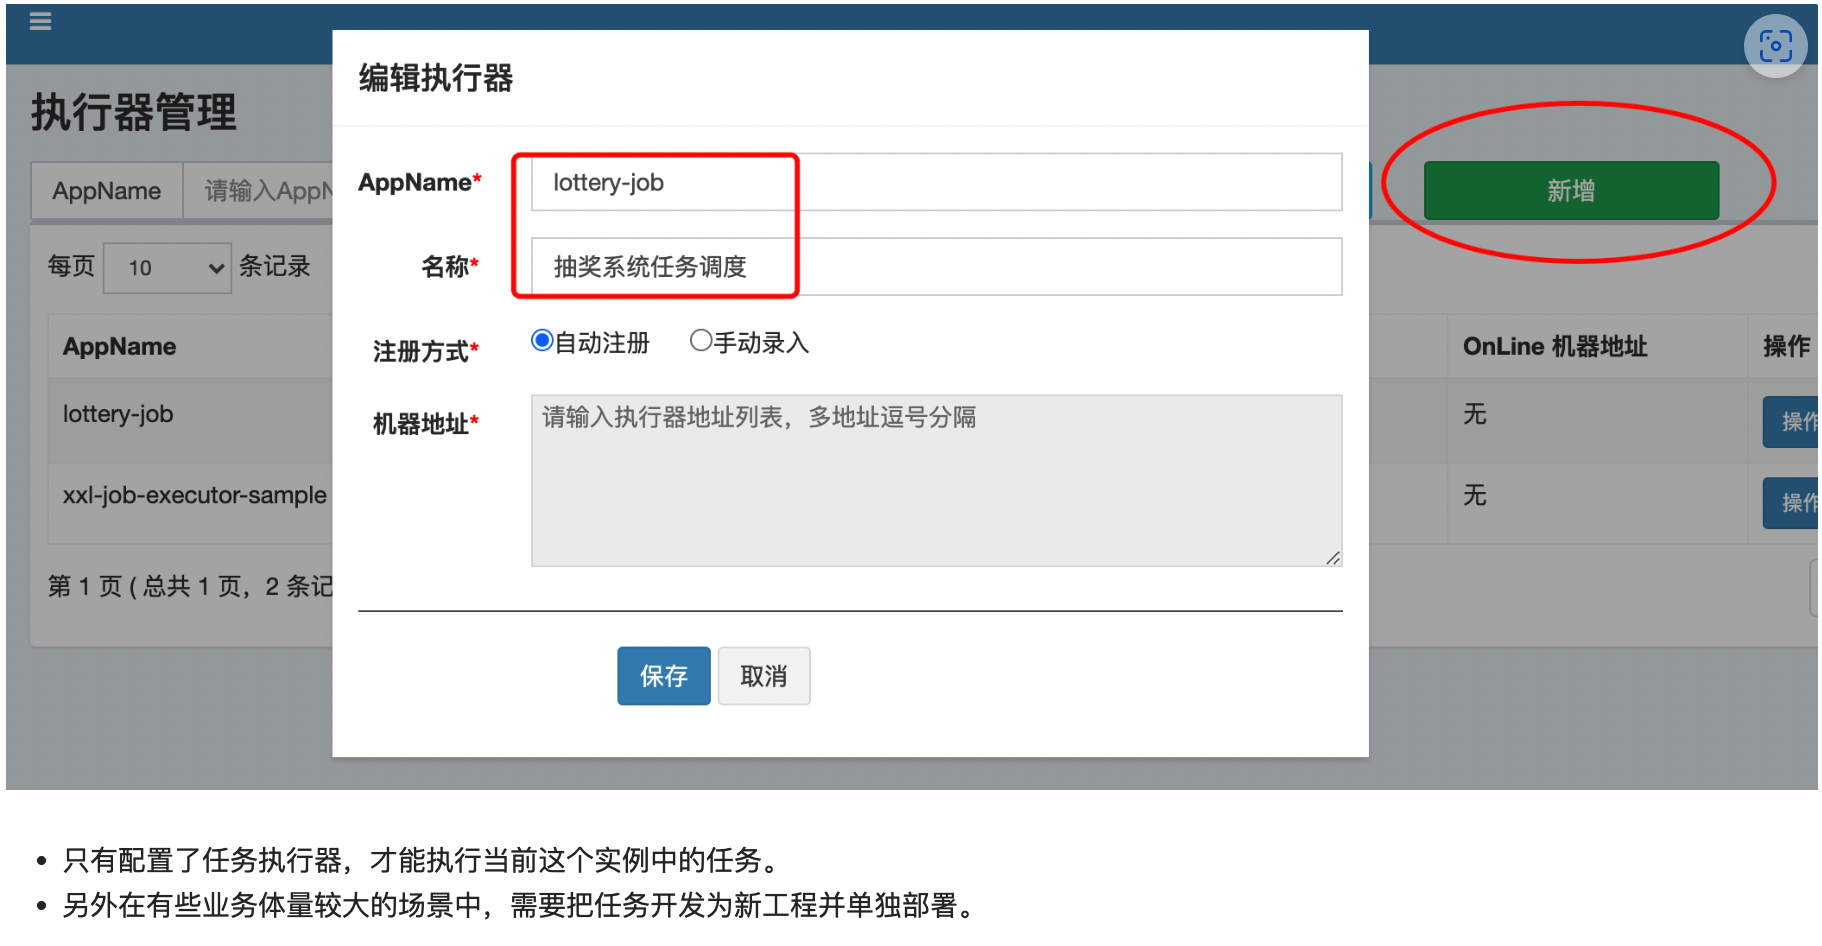 执行器管理
AppName
请输入AppN
新增
每页 10 条记录
AppName
OnLine 机器地址
操作
lottery-job
无
操作
xxl-job-executor-sample
无
操作
第 1 页 ( 总共 1 页，2 条记
编辑执行器
AppName*
lottery-job
名称*
抽奖系统任务调度
注册方式*
自动注册 手动录入
机器地址*
请输入执行器地址列表，多地址逗号分隔
保存 取消
• 只有配置了任务执行器，才能执行当前这个实例中的任务。
• 另外在有些业务体量较大的场景中，需要把任务开发为新工程并单独部署。